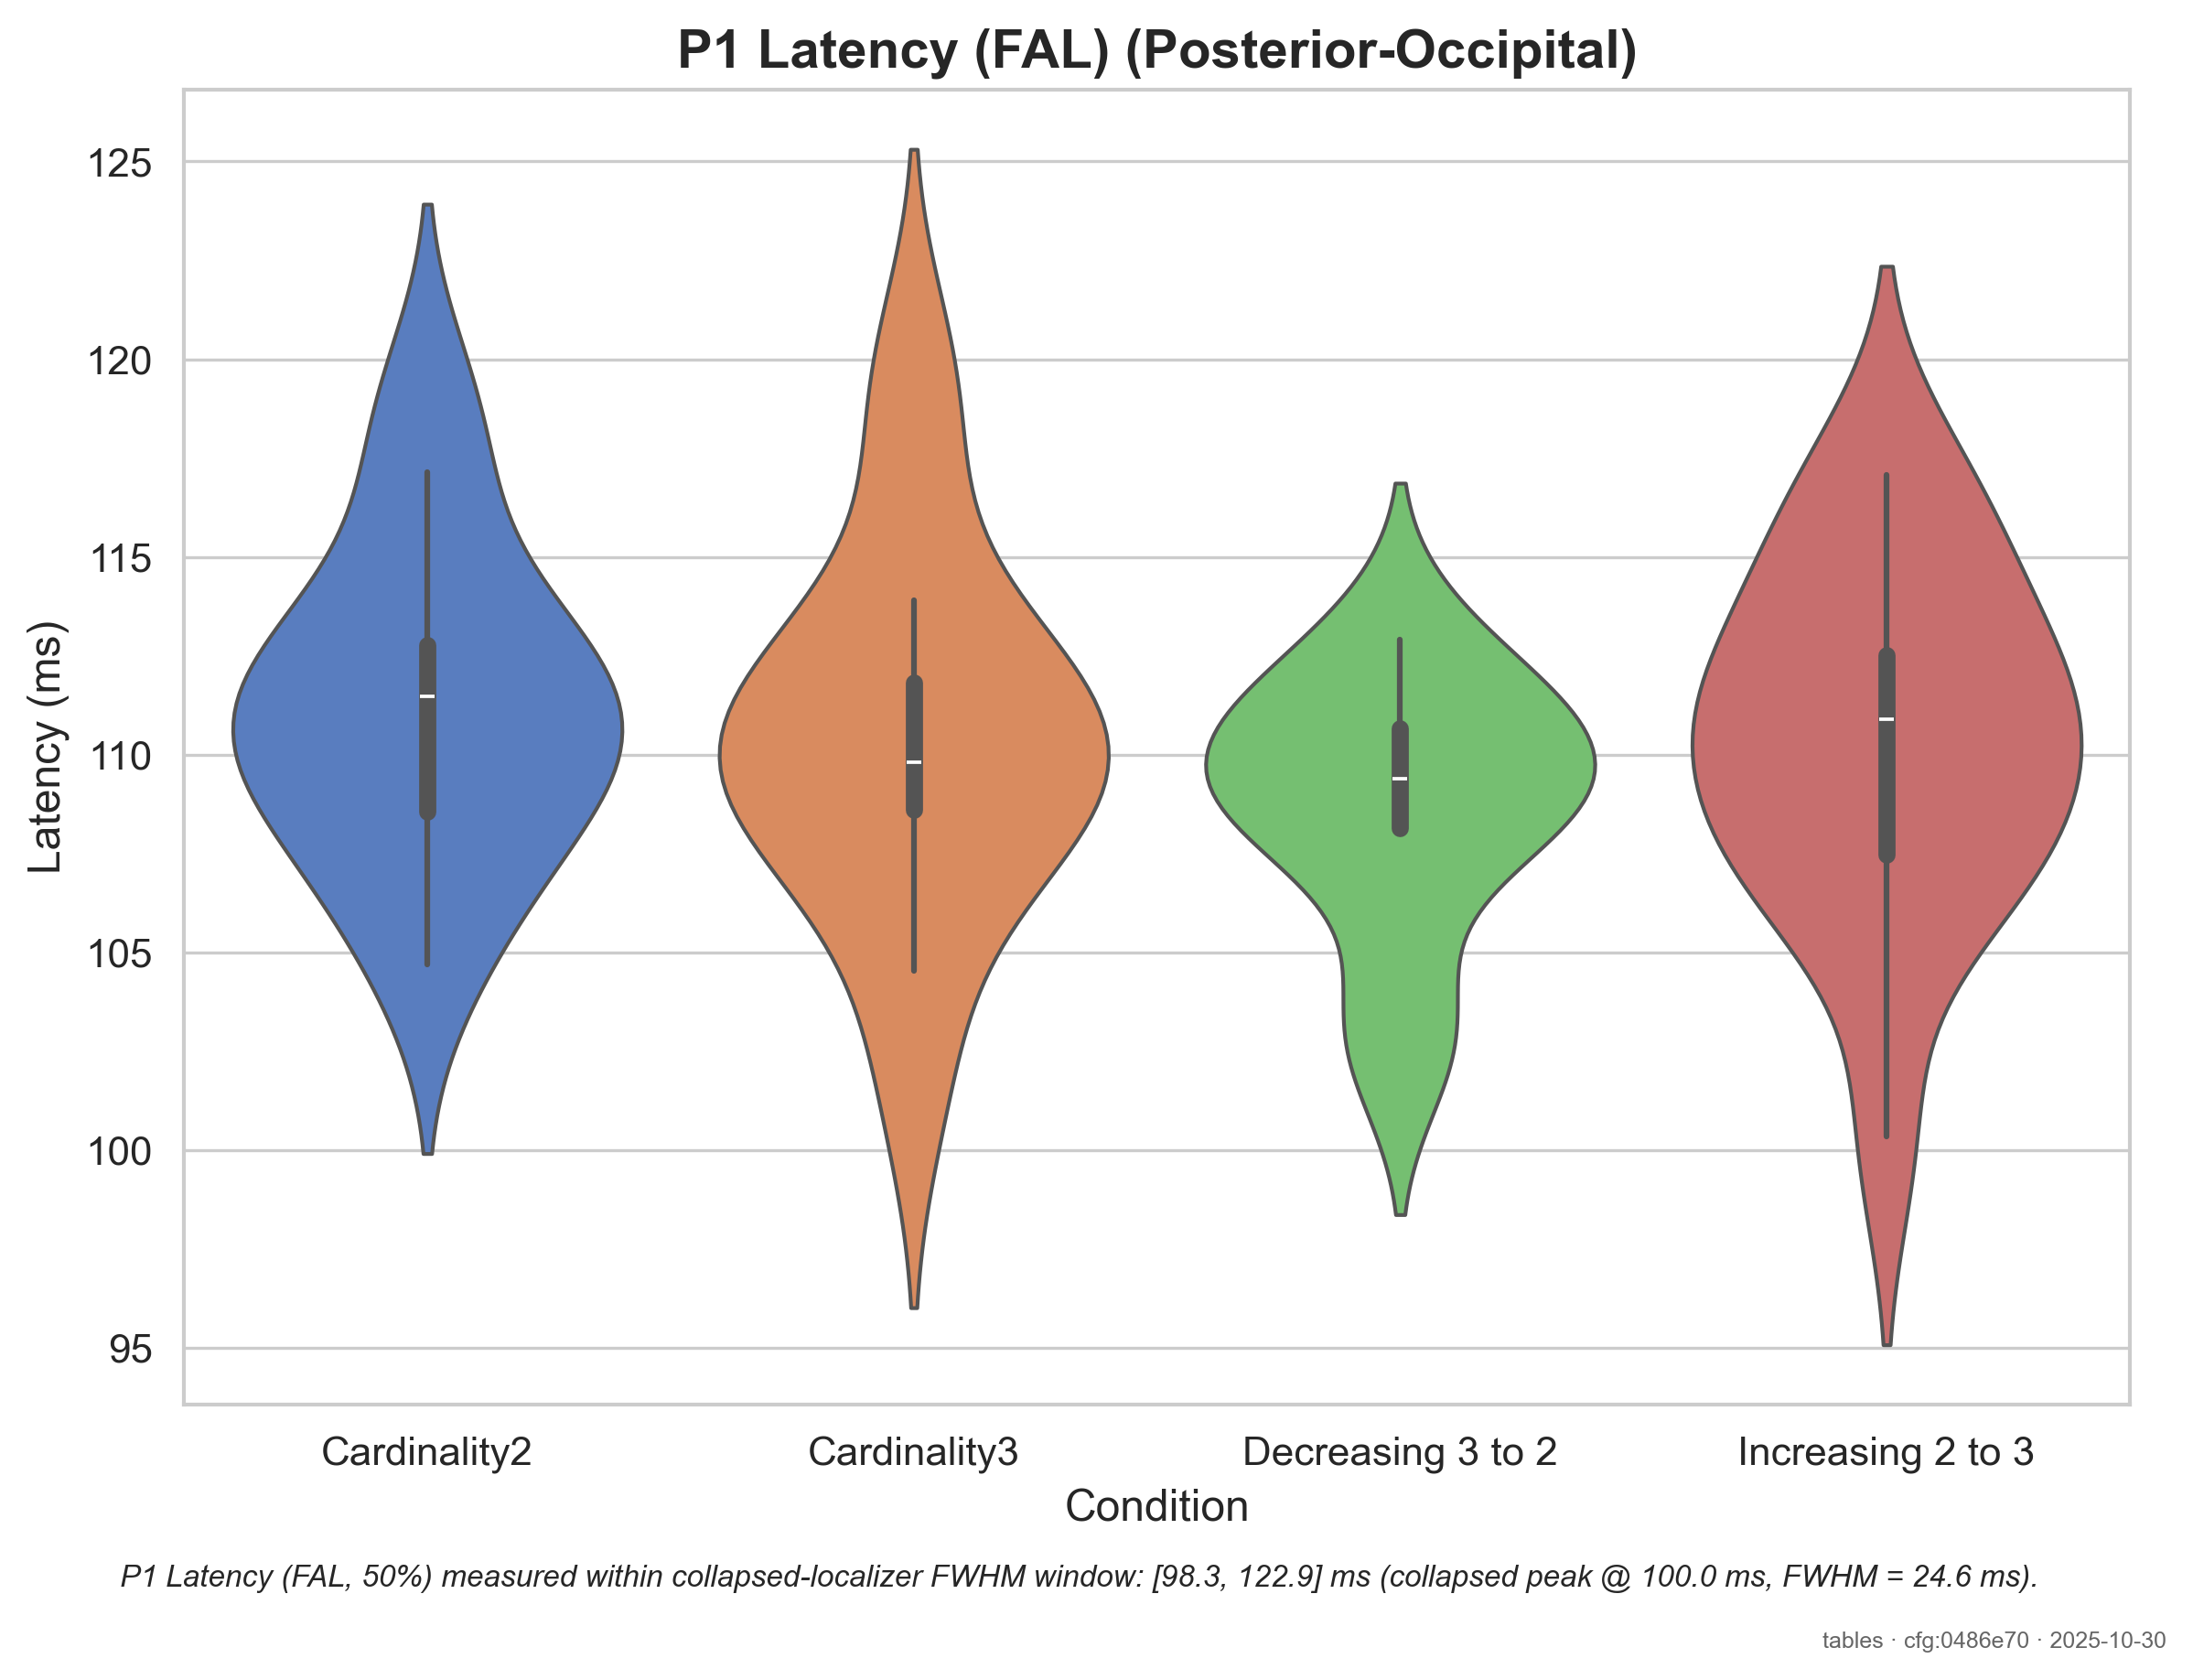 P1 Latency (FAL) (Posterior-Occipital)
Latency (ms)
125
120
115
110
105
100
95
Cardinality2
Cardinality3
Decreasing 3 to 2
Increasing 2 to 3
Condition
P1 Latency (FAL, 50%) measured within collapsed-localizer FWHM window: [98.3, 122.9] ms (collapsed peak @ 100.0 ms, FWHM = 24.6 ms).
tables · cfg:0486e70 · 2025-10-30